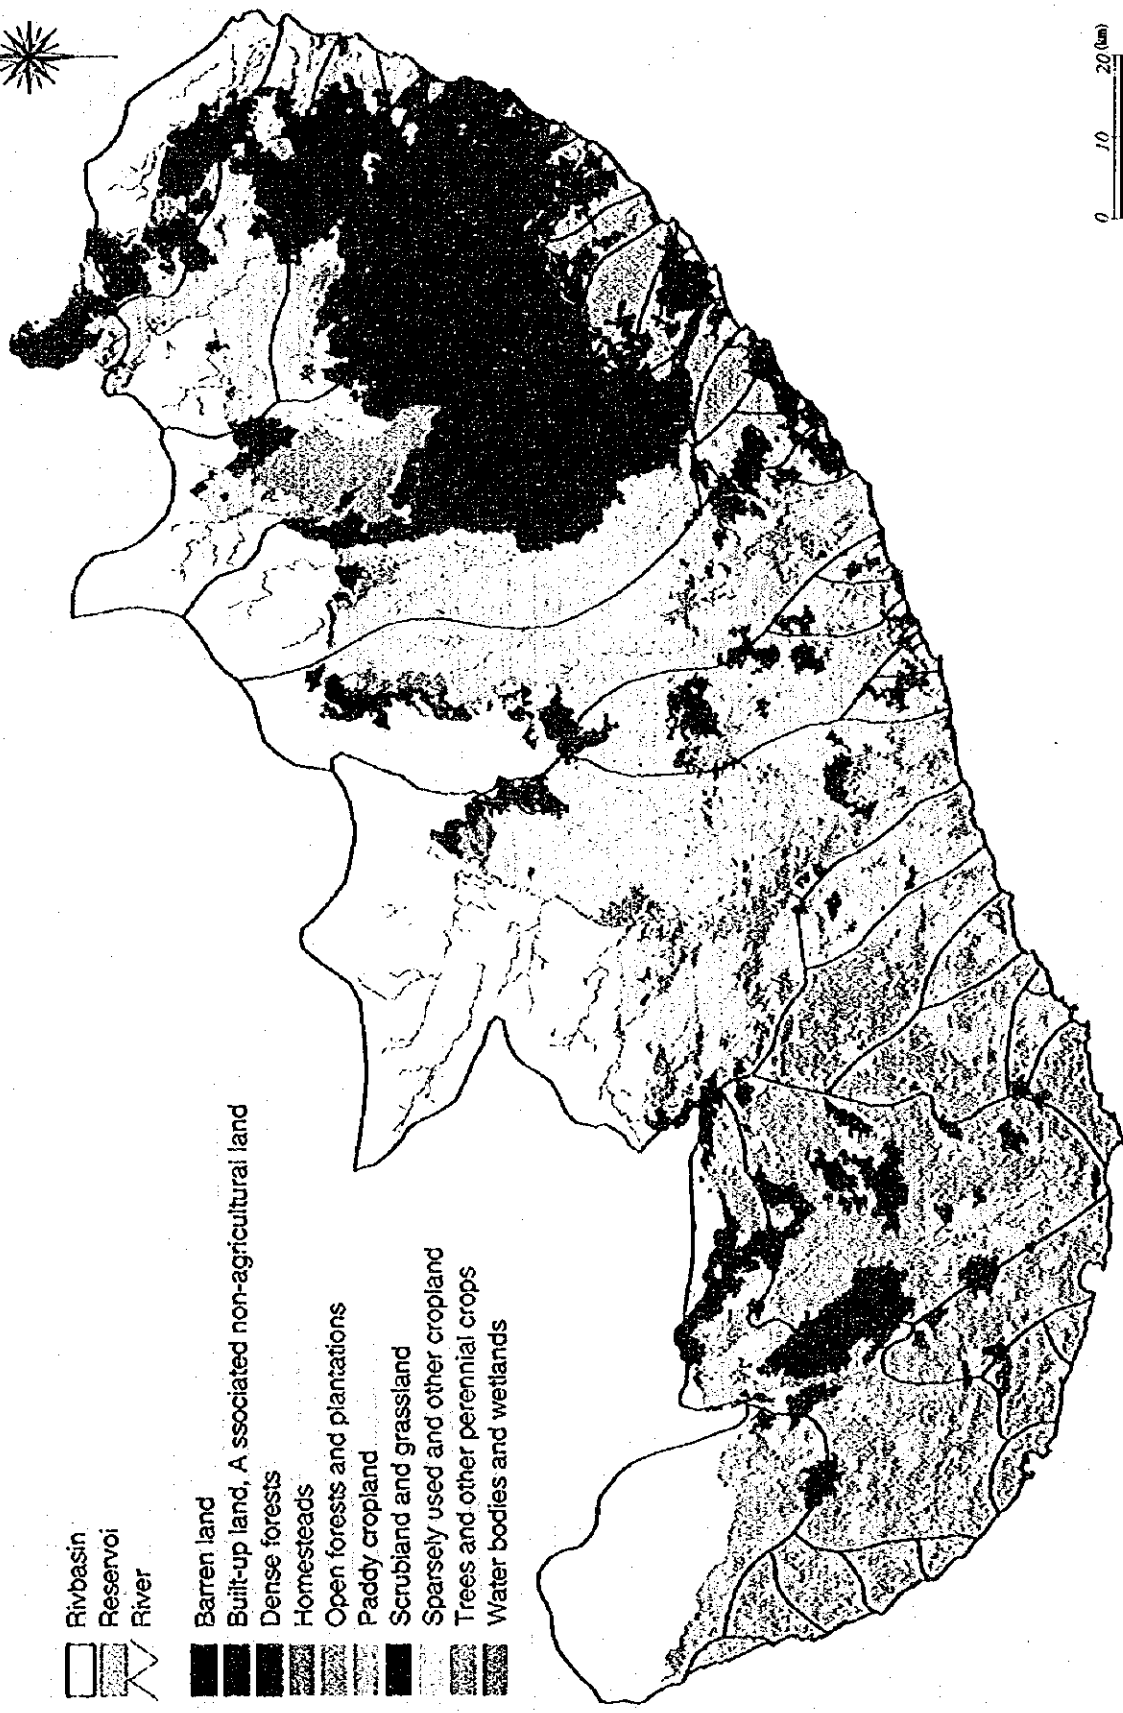 Rivbasin
Reservoi
River
Barren land
Built-up land, A ssociated non-agricultural land
Dense forests
Homesteads
Open forests and plantations
Paddy cropland
Scrubland and grassland
Sparsely used and other cropland
Trees and other perennial crops
Water bodies and wetlands
0 10 20 (km)